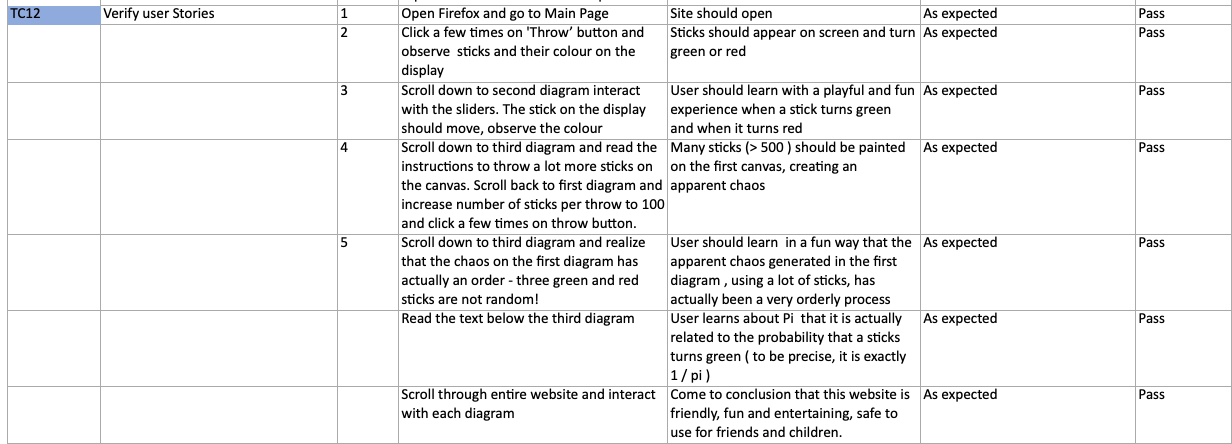 TC12 Verify user Stories 1 Open Firefox and go to Main Page Site should open As expected Pass
2 Click a few times on 'Throw’ button and Sticks should appear on screen and turn As expected Pass
observe sticks and their colour on the green or red
display
3 Scroll down to second diagram interact User should learn with a playful and fun As expected Pass
with the sliders. The stick on the display experience when a stick turns green
should move, observe the colour and when it turns red
4 Scroll down to third diagram and read the Many sticks (> 500 ) should be painted As expected Pass
instructions to throw a lot more sticks on on the first canvas, creating an
the canvas. Scroll back to first diagram and apparent chaos
increase number of sticks per throw to 100
and click a few times on throw button.
5 Scroll down to third diagram and realize User should learn in a fun way that the As expected Pass
that the chaos on the first diagram has apparent chaos generated in the first
actually an order - three green and red diagram , using a lot of sticks, has
sticks are not random! actually been a very orderly process
Read the text below the third diagram User learns about Pi that it is actually As expected Pass
related to the probability that a sticks
turns green ( to be precise, it is exactly
1 / pi )
Scroll through entire website and interact Come to conclusion that this website is As expected Pass
with each diagram friendly, fun and entertaining, safe to
use for friends and children.